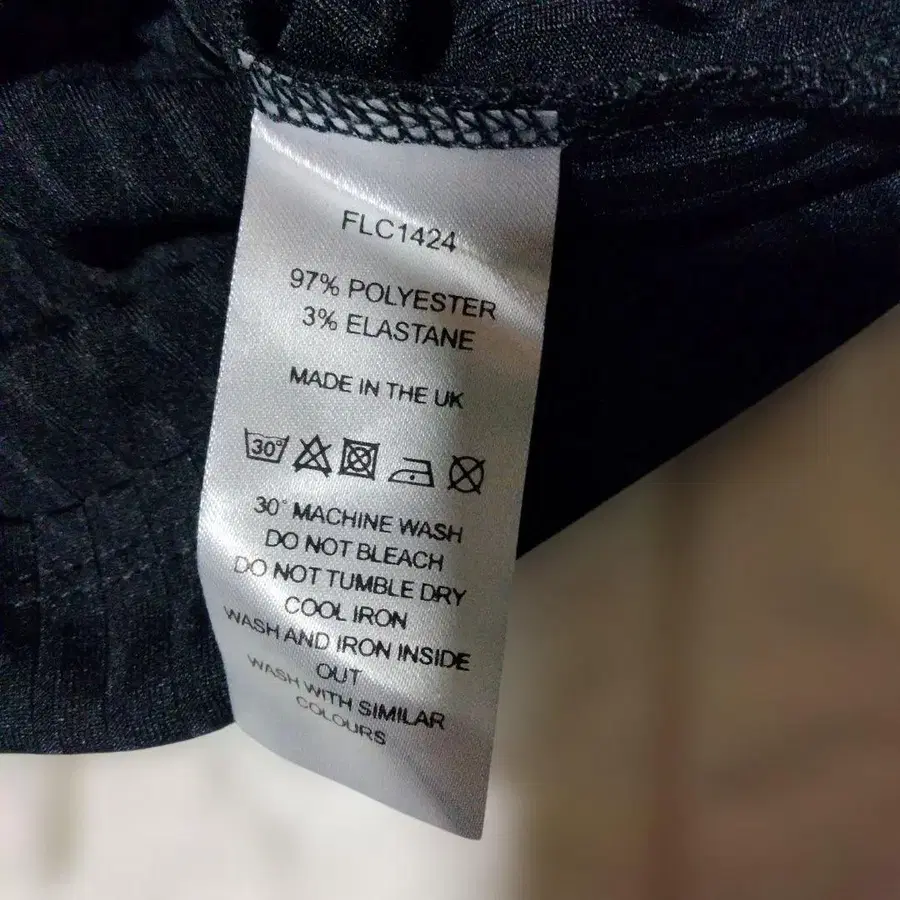 FLC1424
97% POLYESTER
3% ELASTANE
MADE IN THE UK
30°
30° MACHINE WASH
DO NOT BLEACH
DO NOT TUMBLE DRY
COOL IRON
WASH AND IRON INSIDE
OUT
WASH WITH SIMILAR
COLOURS